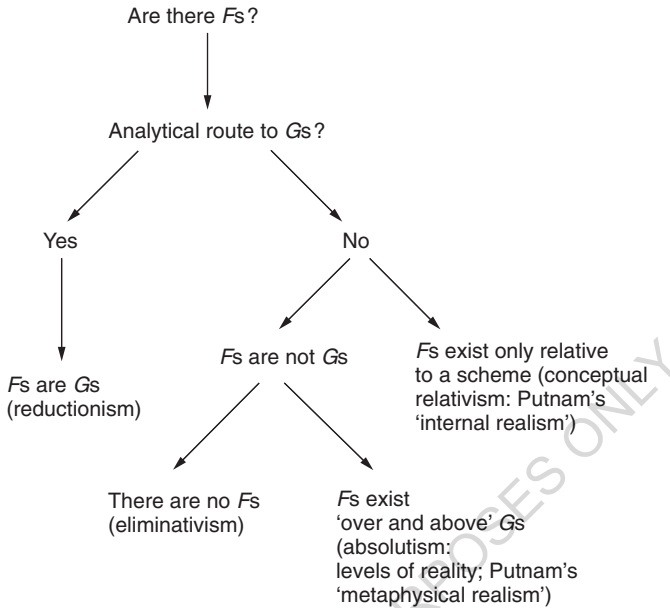 Are there Fs?
Analytical route to Gs?
Yes
No
Fs are Gs
(reductionism)
Fs are not Gs
Fs exist only relative
to a scheme (conceptual
relativism: Putnam's
'internal realism')
There are no Fs
(eliminativism)
Fs exist
'over and above' Gs
(absolutism:
levels of reality; Putnam's
'metaphysical realism')
ONLY